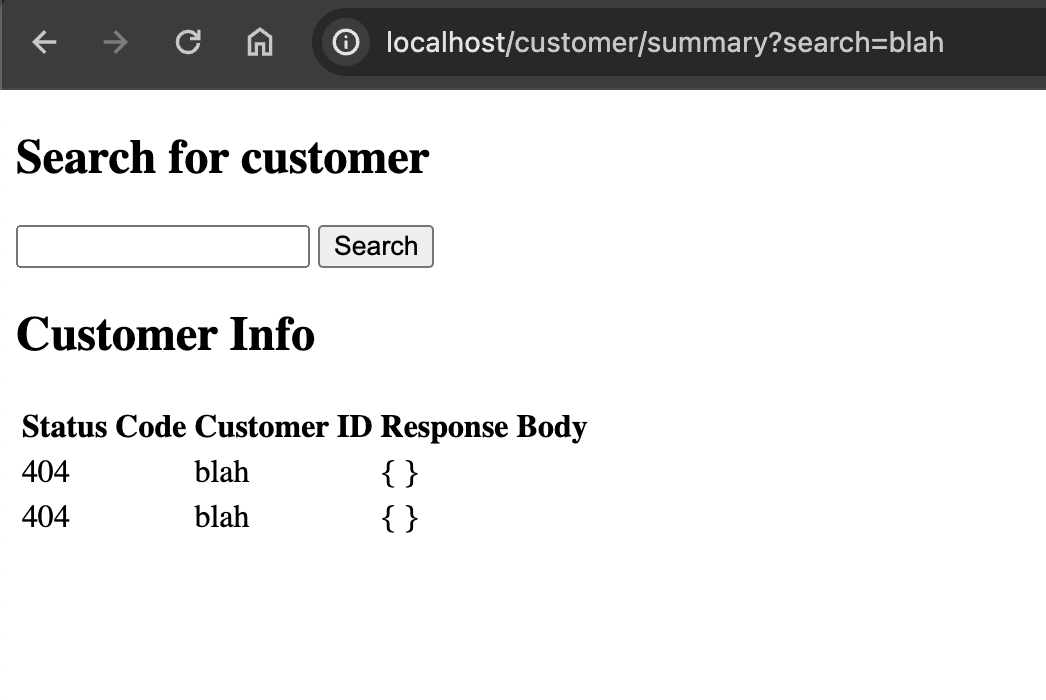 localhost/customer/summary?search=blah
Search for customer
Search
Customer Info
Status Code Customer ID Response Body
404 blah { }
404 blah { }